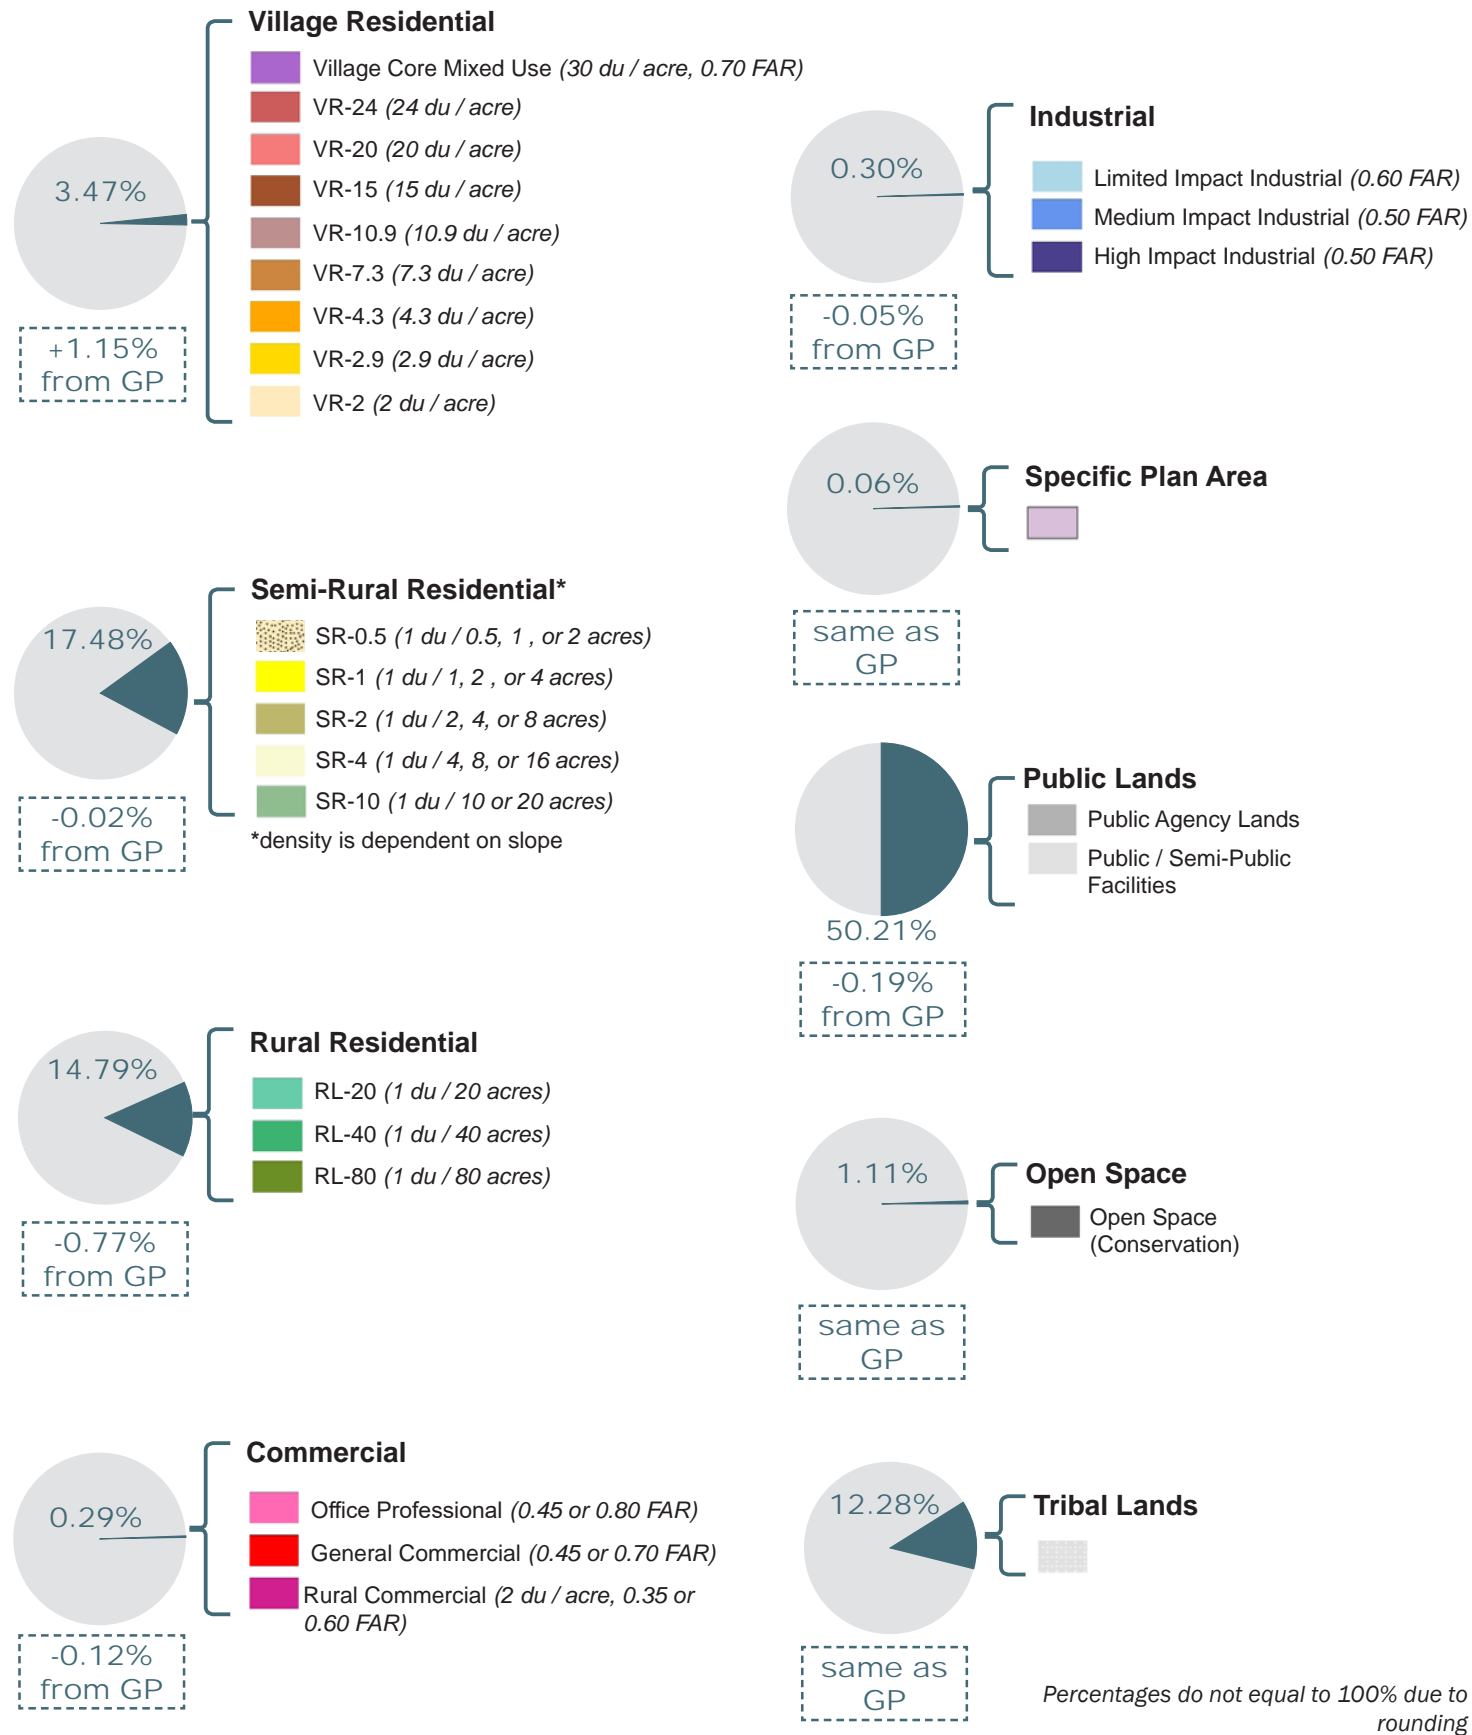 Village Residential
Village Core Mixed Use (30 du / acre, 0.70 FAR)
VR-24 (24 du / acre)
VR-20 (20 du / acre)
VR-15 (15 du / acre)
VR-10.9 (10.9 du / acre)
VR-7.3 (7.3 du / acre)
VR-4.3 (4.3 du / acre)
VR-2.9 (2.9 du / acre)
VR-2 (2 du / acre)
3.47%
+1.15%
from GP
Semi-Rural Residential*
SR-0.5 (1 du / 0.5, 1 , or 2 acres)
SR-1 (1 du / 1, 2 , or 4 acres)
SR-2 (1 du / 2, 4, or 8 acres)
SR-4 (1 du / 4, 8, or 16 acres)
SR-10 (1 du / 10 or 20 acres)
*density is dependent on slope
17.48%
-0.02%
from GP
Rural Residential
RL-20 (1 du / 20 acres)
RL-40 (1 du / 40 acres)
RL-80 (1 du / 80 acres)
14.79%
-0.77%
from GP
Commercial
Office Professional (0.45 or 0.80 FAR)
General Commercial (0.45 or 0.70 FAR)
Rural Commercial (2 du / acre, 0.35 or
0.60 FAR)
0.29%
-0.12%
from GP
Industrial
Limited Impact Industrial (0.60 FAR)
Medium Impact Industrial (0.50 FAR)
High Impact Industrial (0.50 FAR)
0.30%
-0.05%
from GP
Specific Plan Area
0.06%
same as
GP
Public Lands
Public Agency Lands
Public / Semi-Public
Facilities
50.21%
-0.19%
from GP
Open Space
Open Space
(Conservation)
1.11%
same as
GP
Tribal Lands
12.28%
same as
GP
Percentages do not equal to 100% due to
rounding